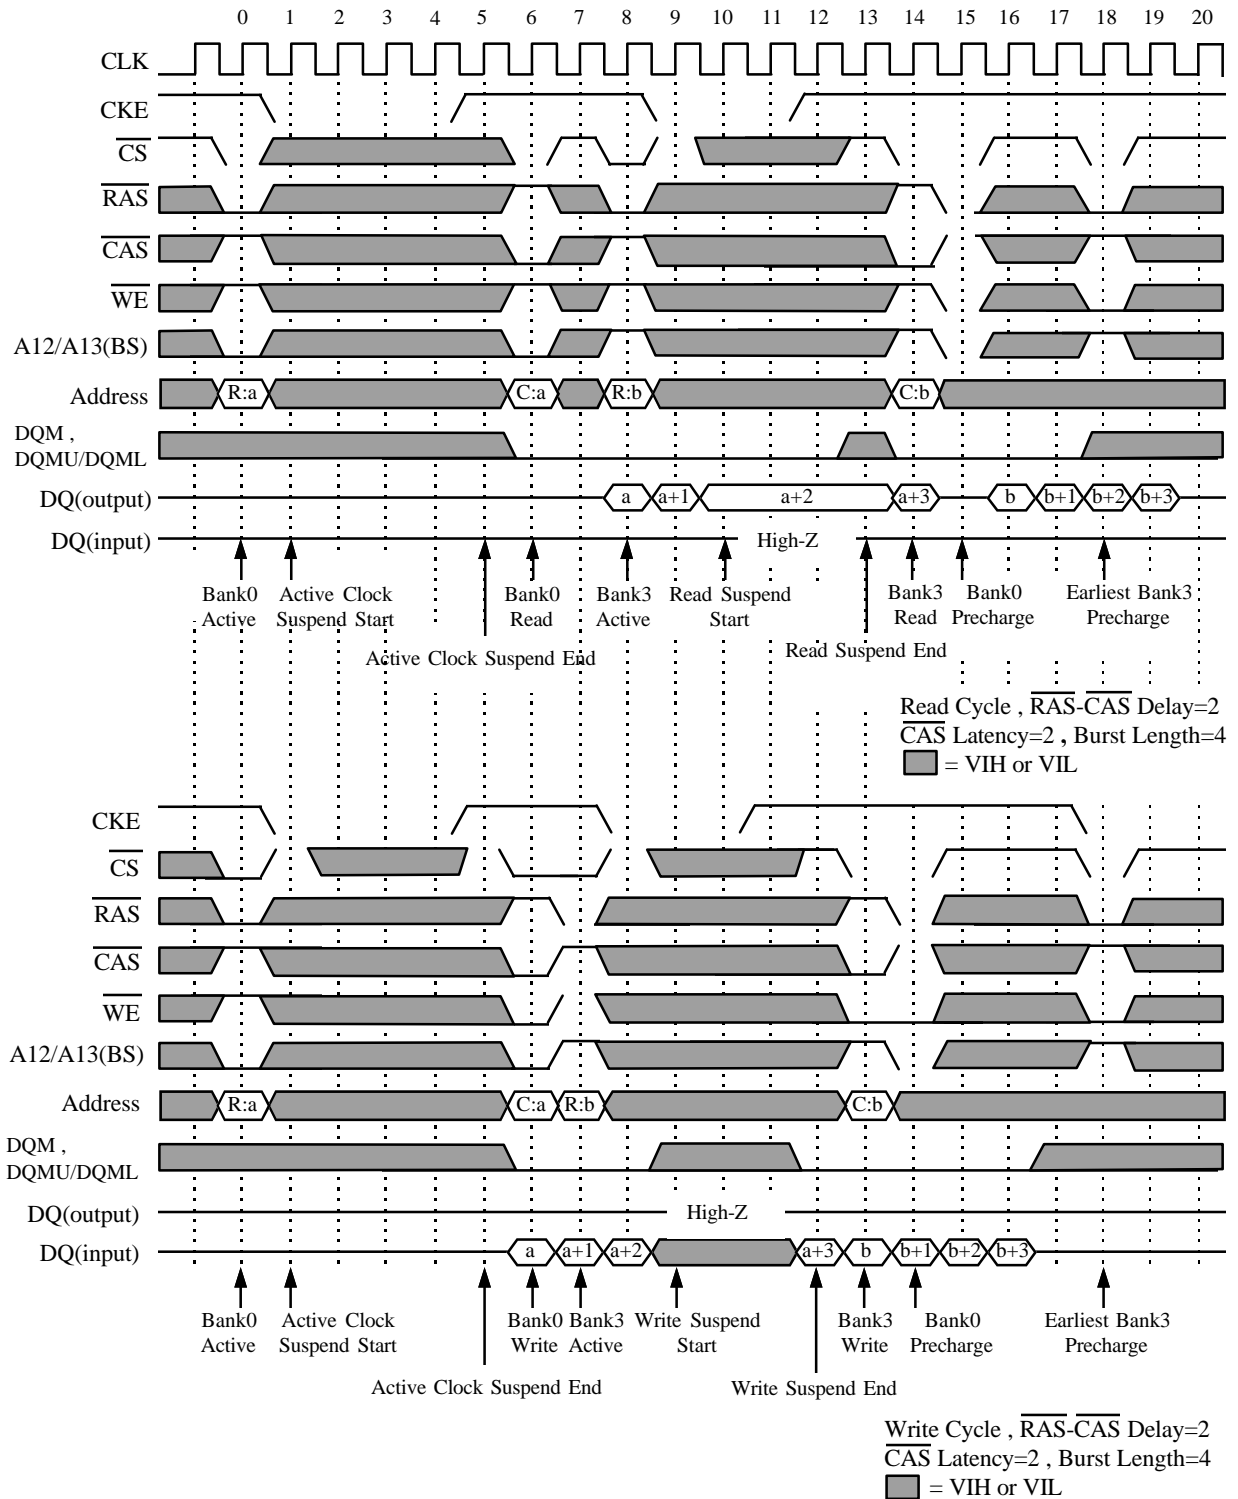 0 1 2 3 4 5 6 7 8 9 10 11 12 13 14 15 16 17 18 19 20
CLK
CKE
CS
RAS
CAS
WE
A12/A13(BS)
Address R:a C:a R:b C:b
DQM ,
DQMU/DQML
DQ(output) a a+1 a+2 a+3 b b+1 b+2 b+3
DQ(input) High-Z
Bank0 Active Clock Bank0 Bank3 Read Suspend Bank3 Bank0 Earliest Bank3
Active Suspend Start Read Active Start Read Precharge Precharge
Active Clock Suspend End Read Suspend End
Read Cycle , RAS-CAS Delay=2
CAS Latency=2 , Burst Length=4
= VIH or VIL
CKE
CS
RAS
CAS
WE
A12/A13(BS)
Address R:a C:a R:b C:b
DQM ,
DQMU/DQML
DQ(output) High-Z
DQ(input) a a+1 a+2 a+3 b b+1 b+2 b+3
Bank0 Active Clock Bank0 Bank3 Write Suspend Bank3 Bank0 Earliest Bank3
Active Suspend Start Write Active Start Write Precharge Precharge
Active Clock Suspend End Write Suspend End
Write Cycle , RAS-CAS Delay=2
CAS Latency=2 , Burst Length=4
= VIH or VIL